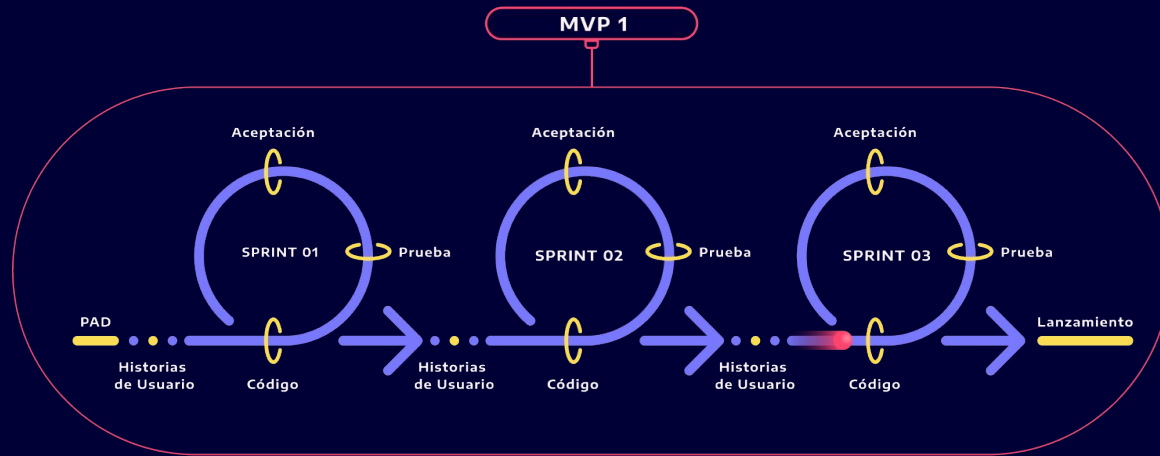 MVP 1
Aceptación
Aceptación
Aceptación
SPRINT 01
Prueba
SPRINT 02
Prueba
SPRINT 03
Prueba
PAD
Lanzamiento
Historias
de Usuario
Código
Historias
de Usuario
Código
Historias
de Usuario
Código